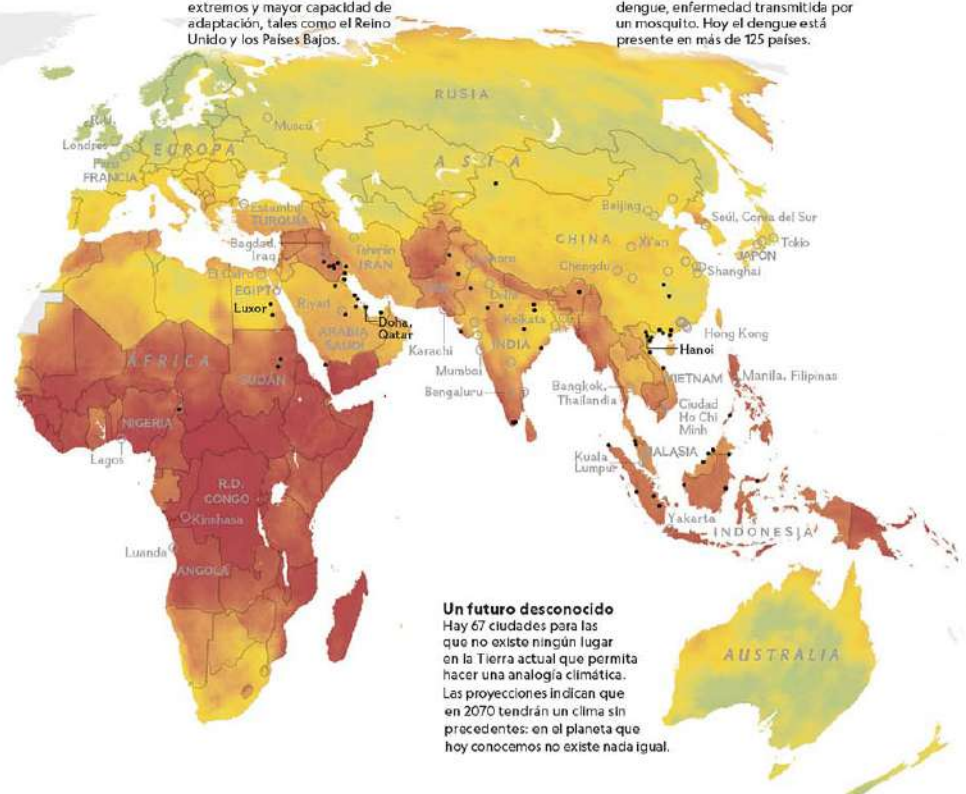 extremos y mayor capacidad de
adaptación, tales como el Reino
Unido y los Países Bajos.
dengue, enfermedad transmitida por
un mosquito. Hoy el dengue está
presente en más de 125 países.
RUSIA
R.U.
Moscú
Londres
EUROPA
París
FRANCIA
ASIA
Estambul
TURQUÍA
Beijing
Seúl, Corea del Sur
Bagdad,
Iraq
Teherán
IRAN
CHINA
Xi'an
Tokio
JAPÓN
El Cairo
EGIPTO
Chengdu
Shanghai
Luxor
Riyad
Delhi
Doha,
Qatar
ARABIA
SAUDÍ
Kolkata
INDIA
Hong Kong
Karachi
Hanoi
ÁFRICA
SUDÁN
Mumbai
VIETNAM
Manila, Filipinas
Bengaluru
Bangkok,
Thailandia
Ciudad
Ho Chi
Minh
NIGERIA
Lagos
MALASIA
Kuala
Lumpur
R.D.
CONGO
Kinshasa
Yakarta
INDONESIA
Luanda
ANGOLA
Un futuro desconocido
Hay 67 ciudades para las
que no existe ningún lugar
en la Tierra actual que permita
hacer una analogía climática.
Las proyecciones indican que
en 2070 tendrán un clima sin
precedentes: en el planeta que
hoy conocemos no existe nada igual.
AUSTRALIA